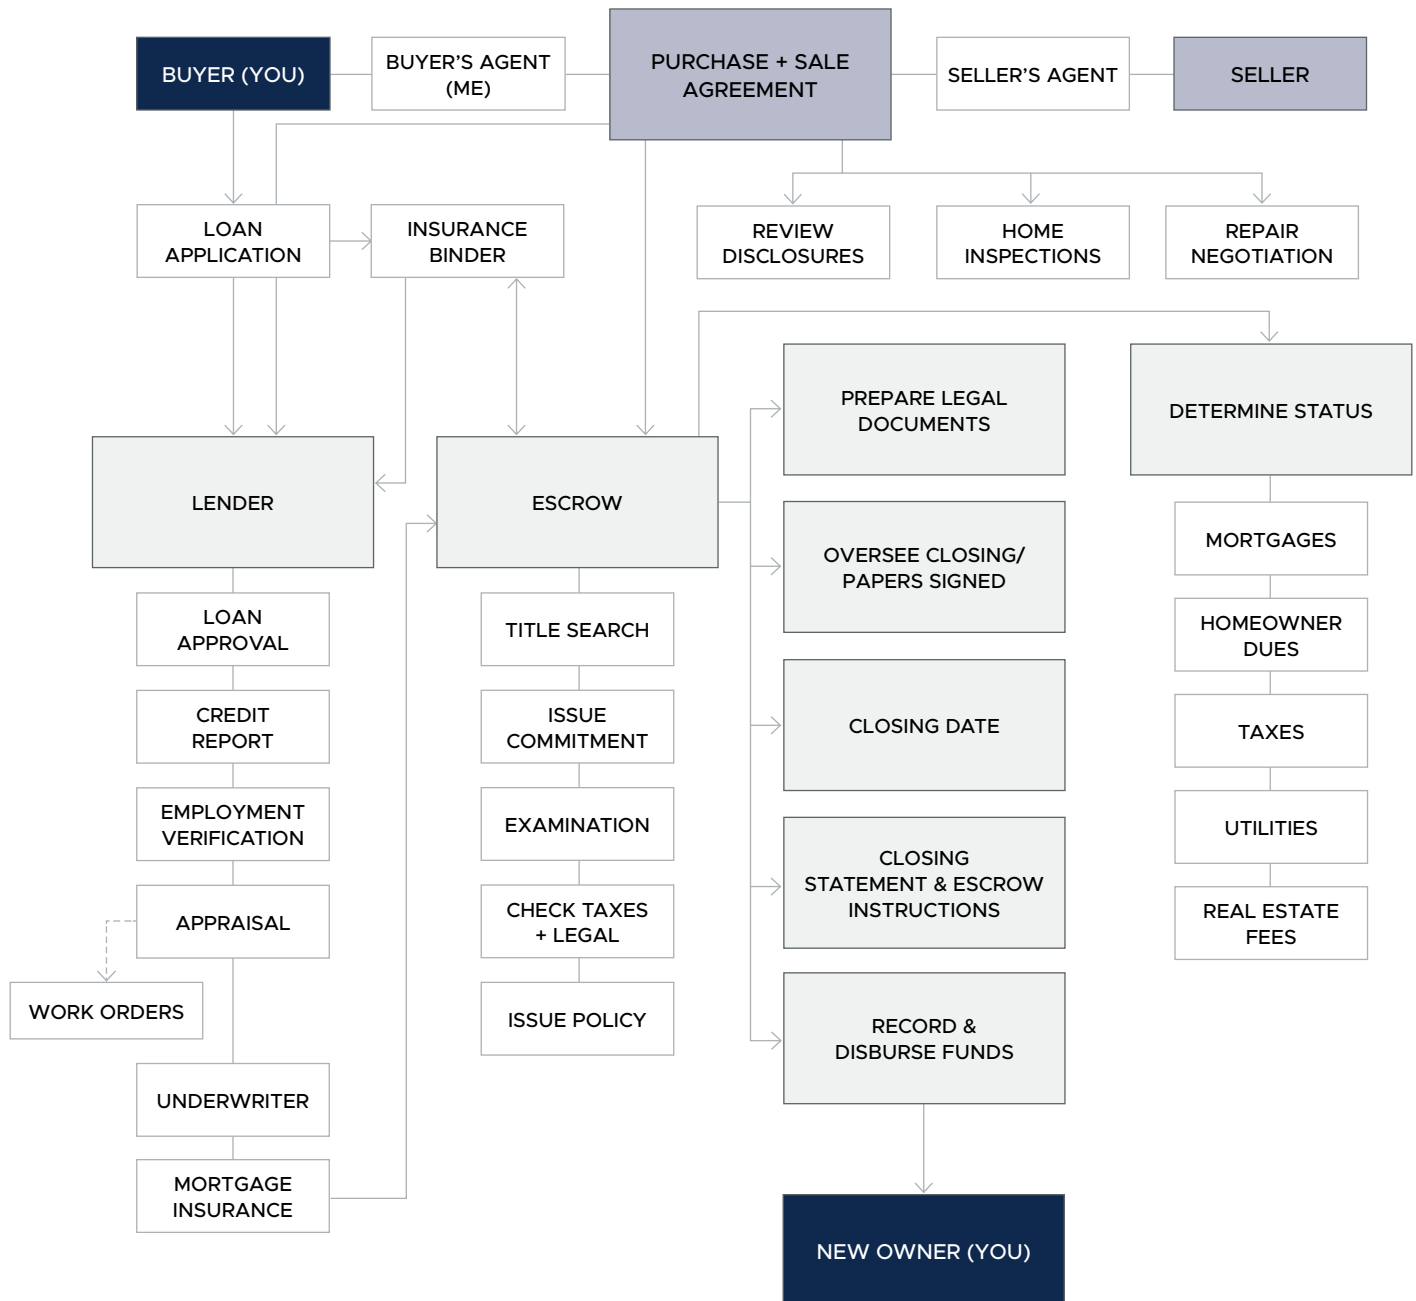 BUYER (YOU)
BUYER'S AGENT
(ME)
PURCHASE + SALE
AGREEMENT
SELLER'S AGENT
SELLER
LOAN
APPLICATION
INSURANCE
BINDER
REVIEW
DISCLOSURES
HOME
INSPECTIONS
REPAIR
NEGOTIATION
LENDER
ESCROW
PREPARE LEGAL
DOCUMENTS
DETERMINE STATUS
LOAN
APPROVAL
CREDIT
REPORT
EMPLOYMENT
VERIFICATION
APPRAISAL
WORK ORDERS
UNDERWRITER
MORTGAGE
INSURANCE
TITLE SEARCH
ISSUE
COMMITMENT
EXAMINATION
CHECK TAXES
+ LEGAL
ISSUE POLICY
OVERSEE CLOSING/
PAPERS SIGNED
CLOSING DATE
CLOSING
STATEMENT & ESCROW
INSTRUCTIONS
RECORD &
DISBURSE FUNDS
NEW OWNER (YOU)
MORTGAGES
HOMEOWNER
DUES
TAXES
UTILITIES
REAL ESTATE
FEES